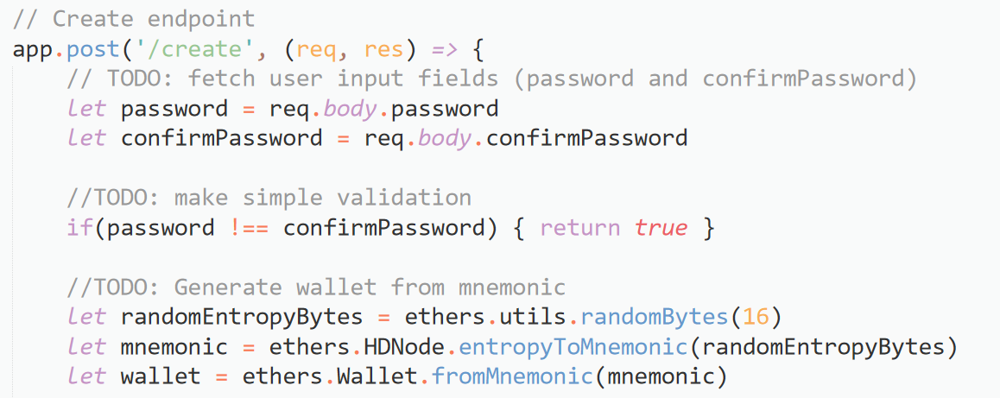 // Create endpoint
app.post('/create', (req, res) => {
    // TODO: fetch user input fields (password and confirmPassword)
    let password = req.body.password
    let confirmPassword = req.body.confirmPassword

    //TODO: make simple validation
    if(password !== confirmPassword) { return true }

    //TODO: Generate wallet from mnemonic
    let randomEntropyBytes = ethers.utils.randomBytes(16)
    let mnemonic = ethers.HDNode.entropyToMnemonic(randomEntropyBytes)
    let wallet = ethers.Wallet.fromMnemonic(mnemonic)